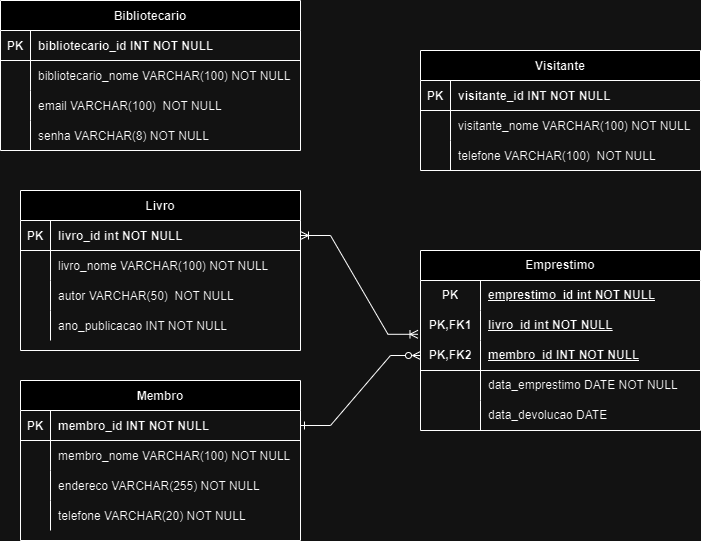 Bibliotecario
PK bibliotecario_id INT NOT NULL
bibliotecario_nome VARCHAR(100) NOT NULL
email VARCHAR(100)  NOT NULL
senha VARCHAR(8) NOT NULL
Visitante
PK visitante_id INT NOT NULL
visitante_nome VARCHAR(100) NOT NULL
telefone VARCHAR(100)  NOT NULL
Livro
PK livro_id int NOT NULL
livro_nome VARCHAR(100) NOT NULL
autor VARCHAR(50)  NOT NULL
ano_publicacao INT NOT NULL
Emprestimo
PK emprestimo_id int NOT NULL
PK,FK1 livro_id int NOT NULL
PK,FK2 membro_id INT NOT NULL
data_emprestimo DATE NOT NULL
data_devolucao DATE
Membro
PK membro_id INT NOT NULL
membro_nome VARCHAR(100) NOT NULL
endereco VARCHAR(255) NOT NULL
telefone VARCHAR(20) NOT NULL